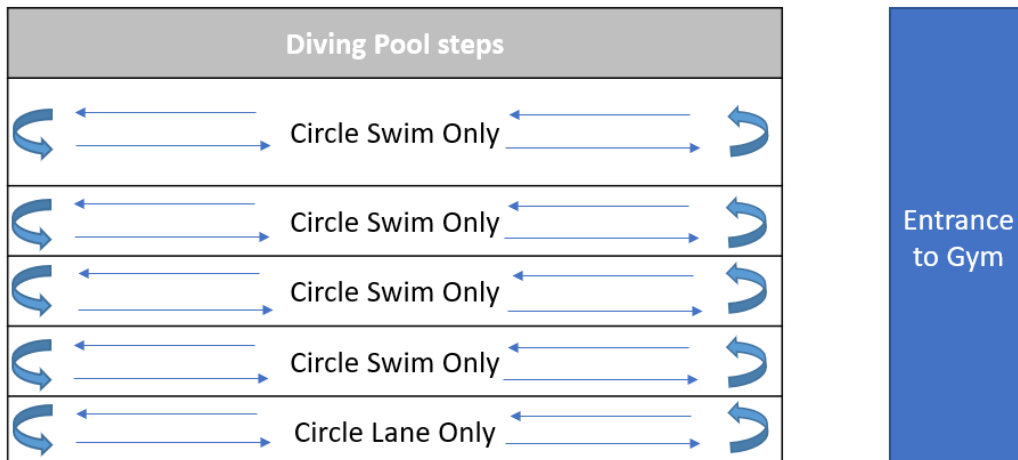 Diving Pool steps
Circle Swim Only
Circle Swim Only
Circle Swim Only
Circle Swim Only
Circle Lane Only
Entrance
to Gym